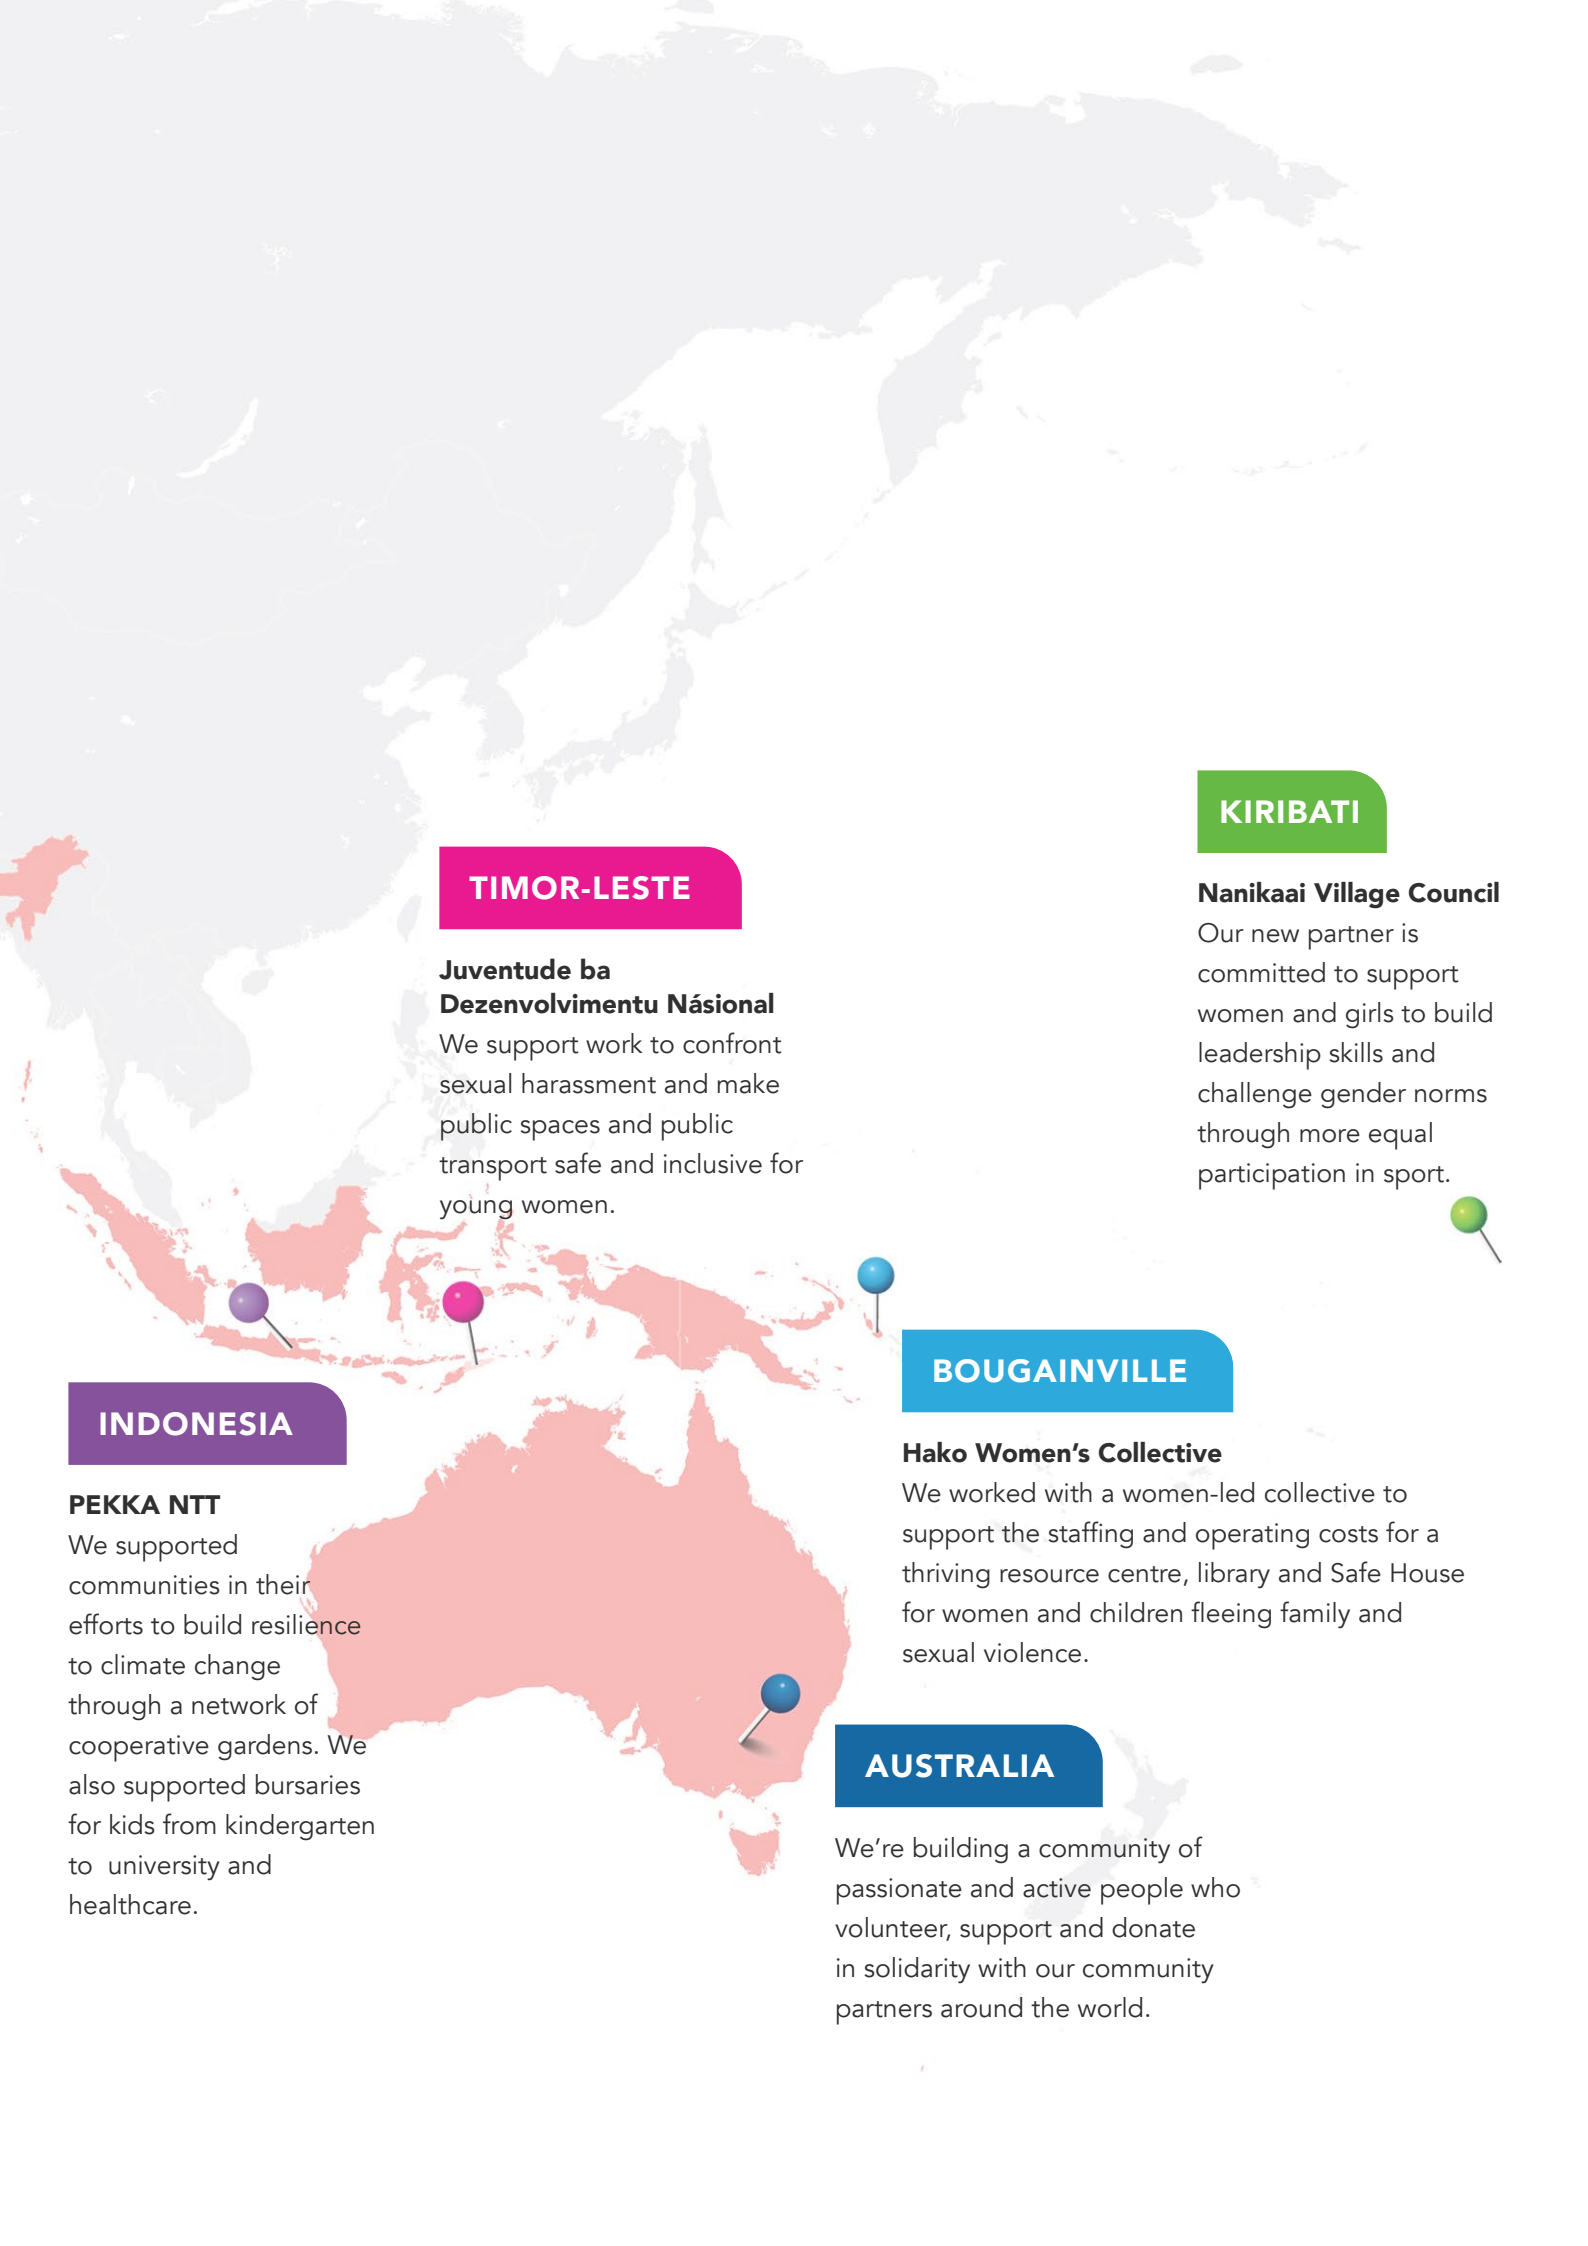 KIRIBATI
Nanikaai Village Council
Our new partner is
committed to support
women and girls to build
leadership skills and
challenge gender norms
through more equal
participation in sport.
TIMOR-LESTE
Juventude ba
Dezenvolvimentu Násional
We support work to confront
sexual harassment and make
public spaces and public
transport safe and inclusive for
young women.
BOUGAINVILLE
Hako Women’s Collective
We worked with a women-led collective to
support the staffing and operating costs for a
thriving resource centre, library and Safe House
for women and children fleeing family and
sexual violence.
INDONESIA
PEKKA NTT
We supported
communities in their
efforts to build resilience
to climate change
through a network of
cooperative gardens. We
also supported bursaries
for kids from kindergarten
to university and
healthcare.
AUSTRALIA
We’re building a community of
passionate and active people who
volunteer, support and donate
in solidarity with our community
partners around the world.